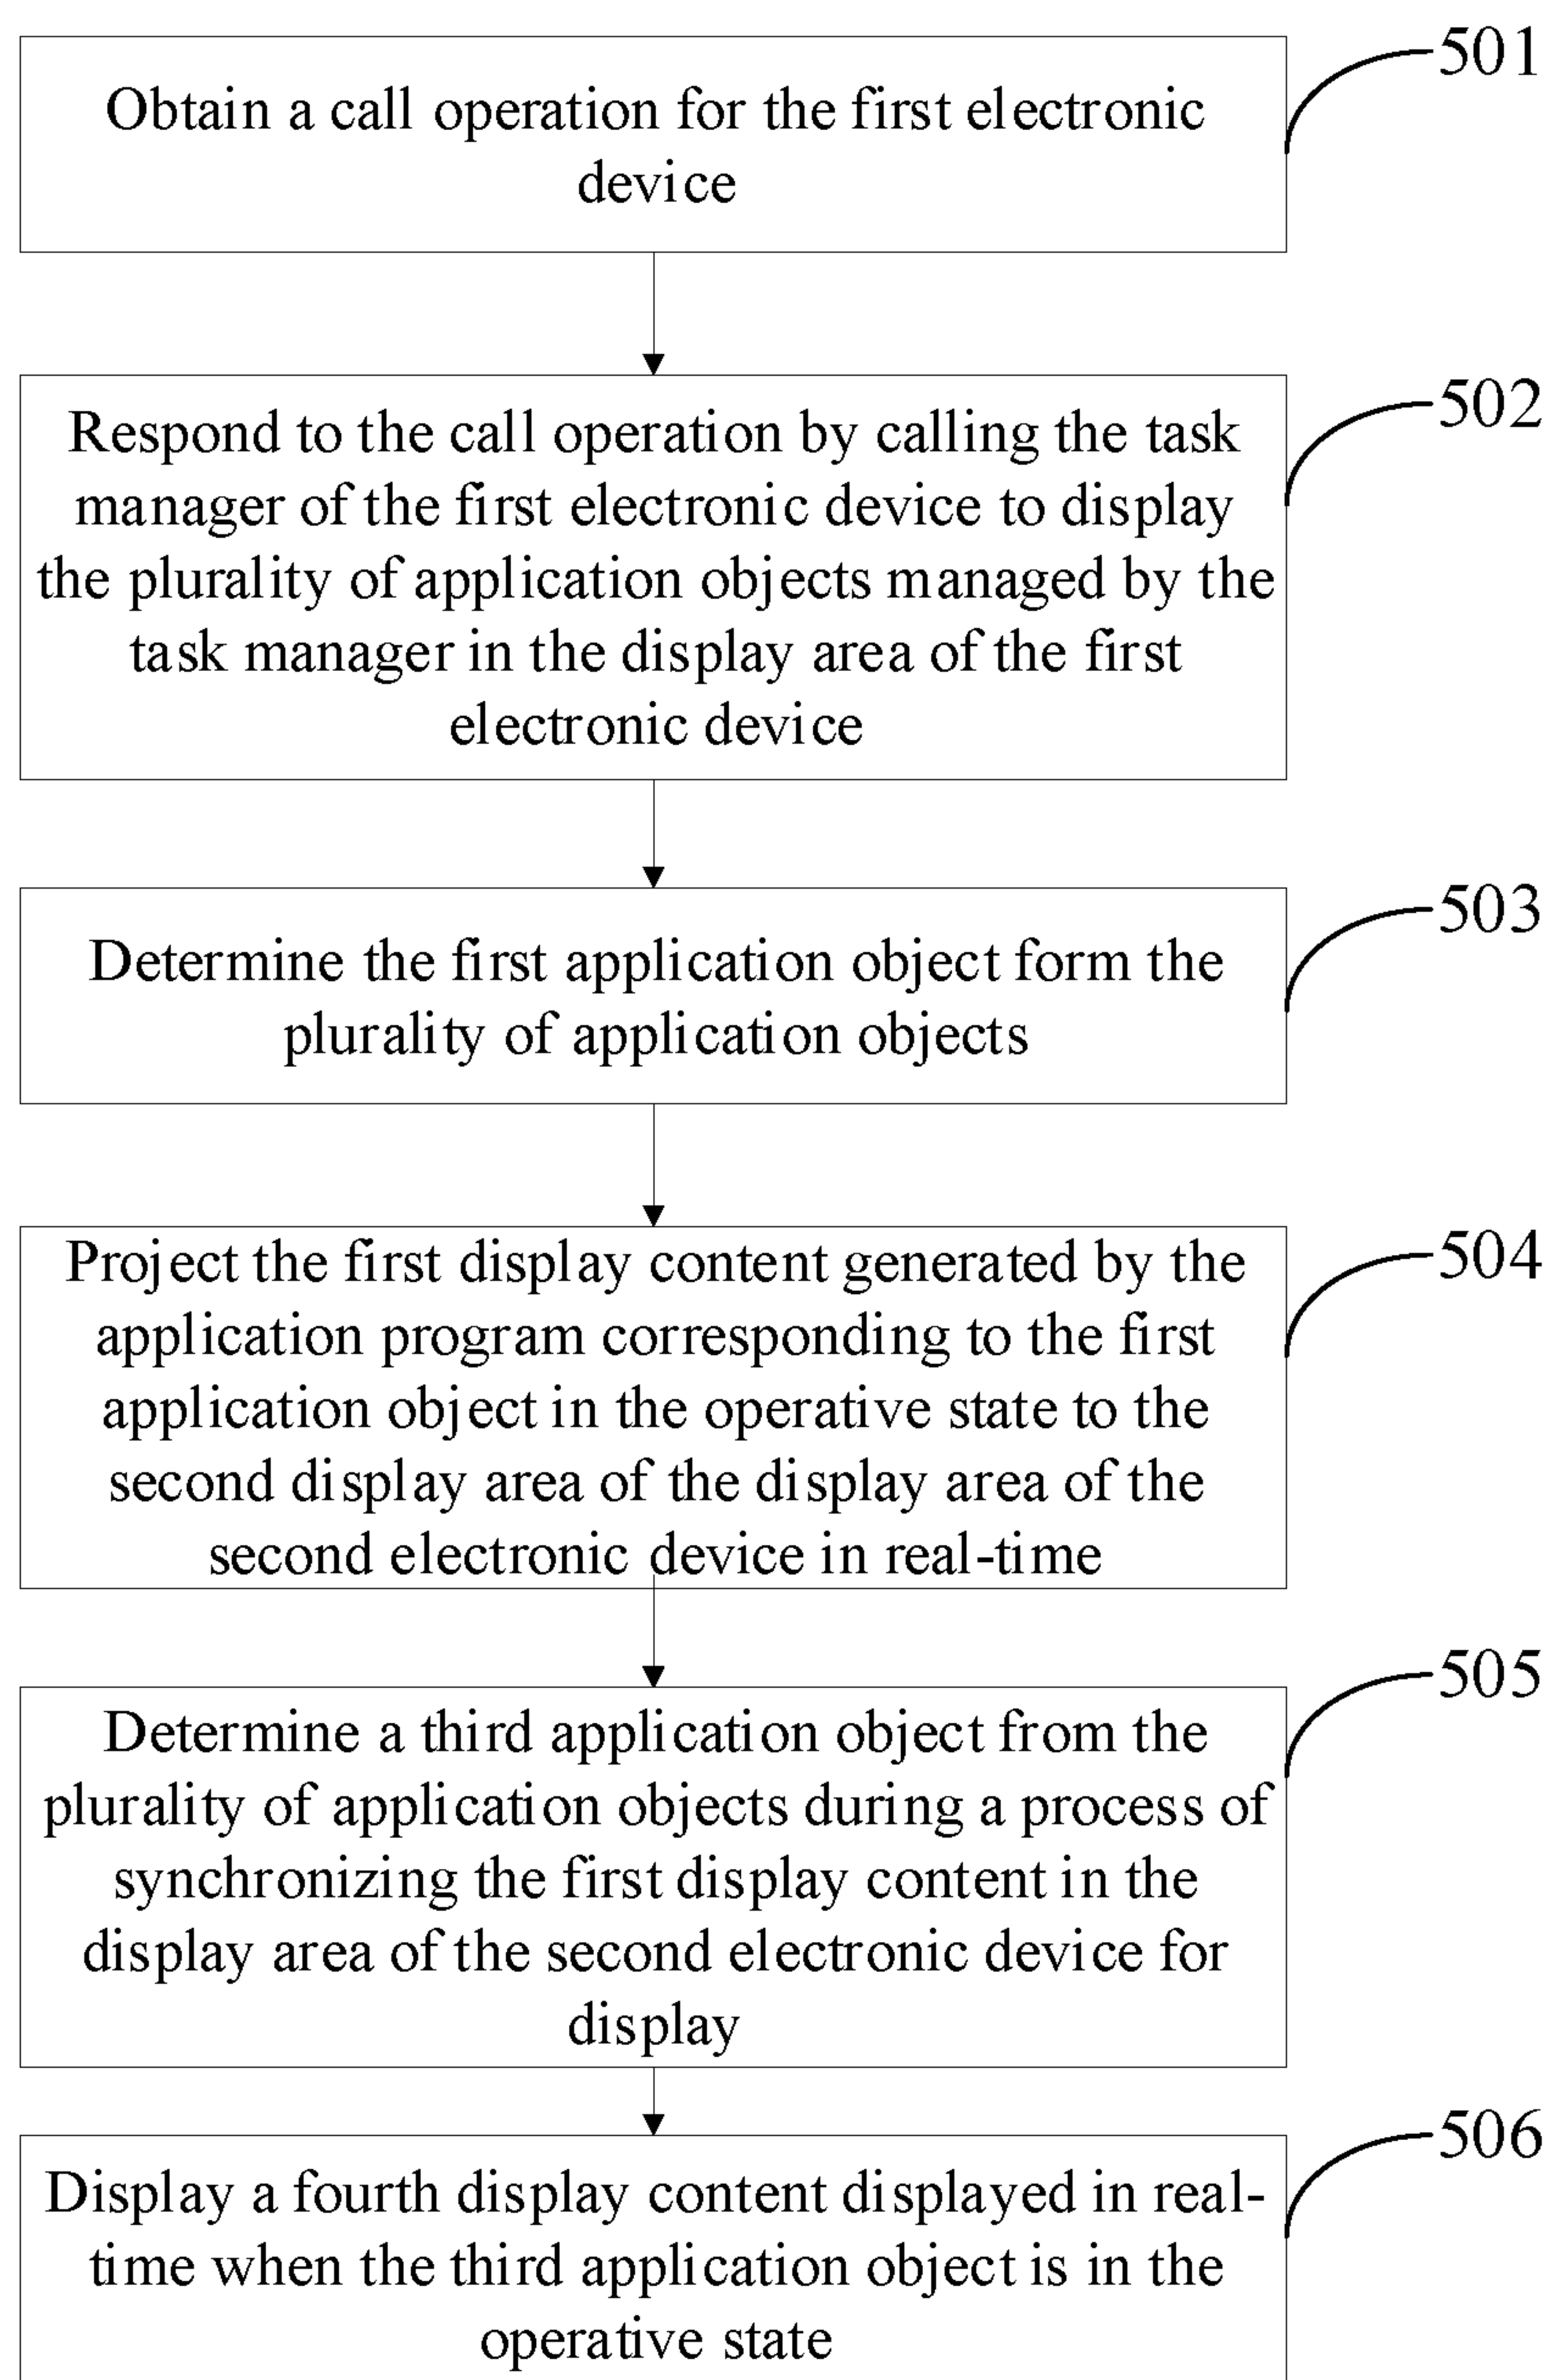 501
Obtain a call operation for the first electronic
device
502
Respond to the call operation by calling the task
manager of the first electronic device to display
the plurality of application objects managed by the
task manager in the display area of the first
electronic device
503
Determine the first application object form the
plurality of application objects
504
Project the first display content generated by the
application program corresponding to the first
application object in the operative state to the
second display area of the display area of the
second electronic device in real-time
505
Determine a third application object from the
plurality of application objects during a process of
synchronizing the first display content in the
display area of the second electronic device for
display
506
Display a fourth display content displayed in real-
time when the third application object is in the
operative state